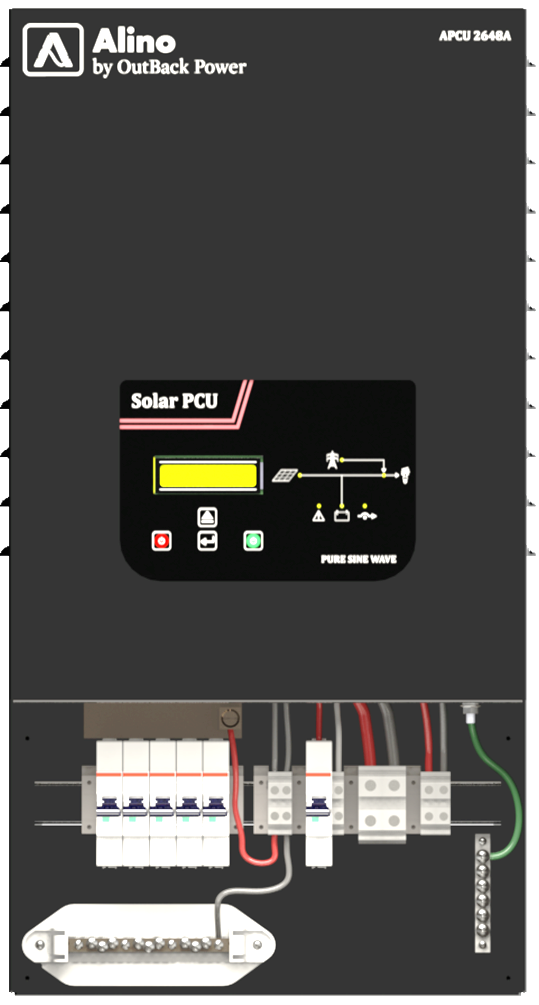 Alino
by OutBack Power
APCU 2648A
Solar PCU
PURE SINE WAVE